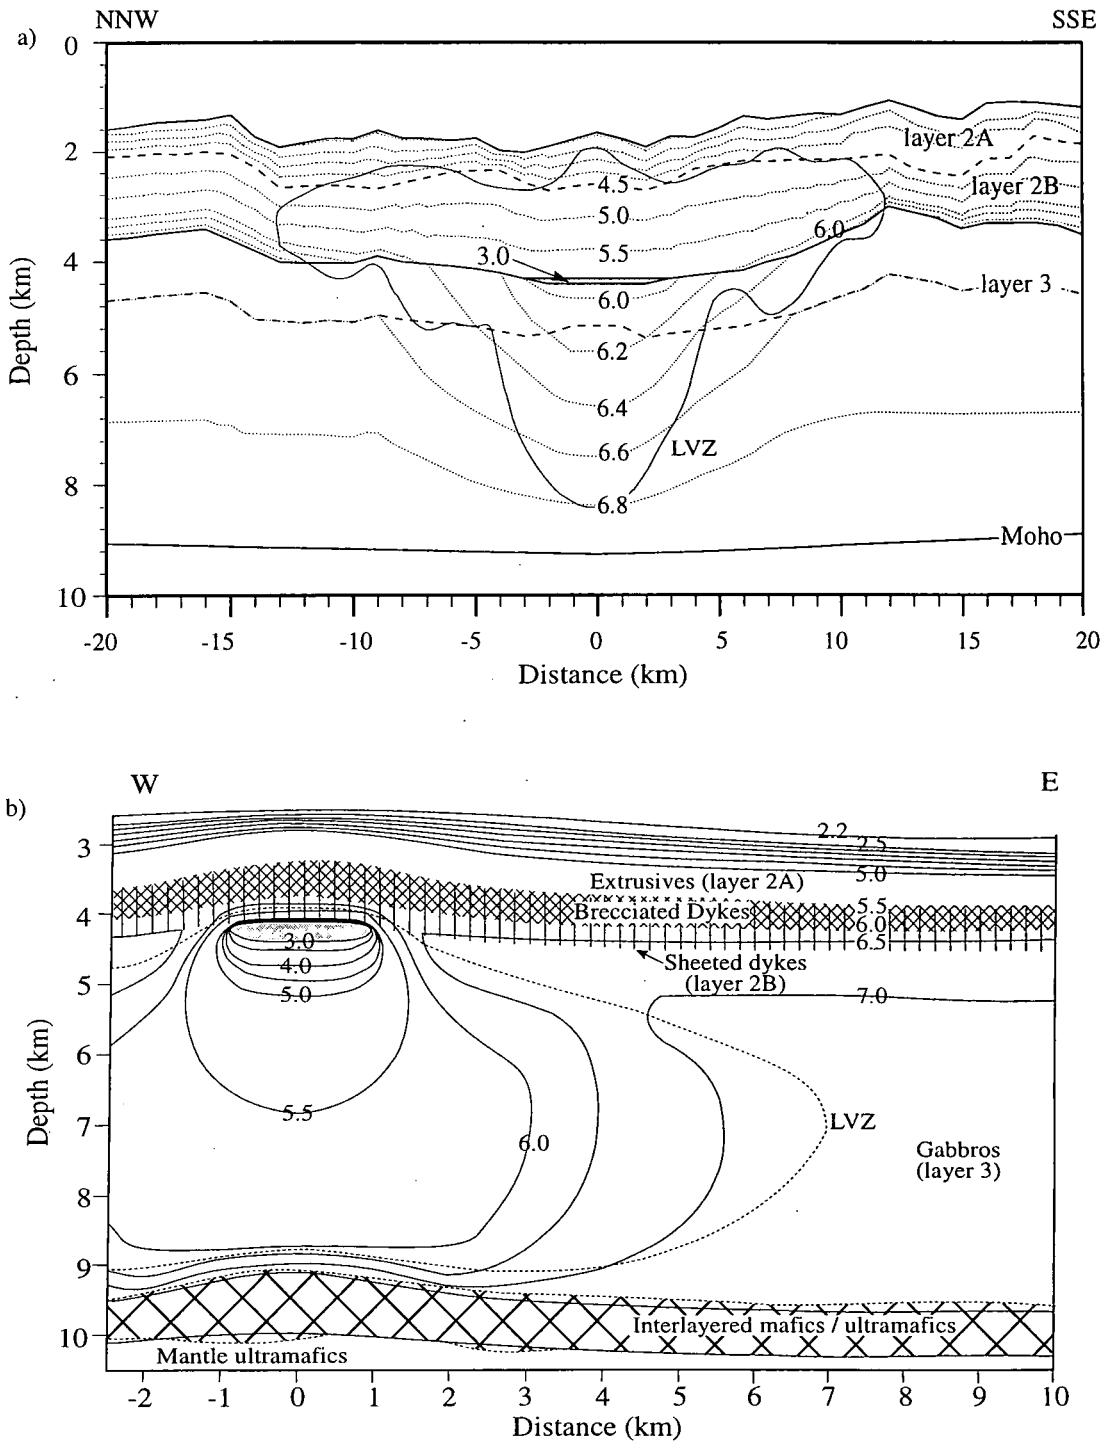 NNW SSE
a)
0
2
4
6
8
10
Depth (km)
layer 2A
4.5
layer 2B
5.0
6.0
5.5
3.0
layer 3
6.0
6.2
6.4
6.6
LVZ
6.8
Moho
-20 -15 -10 -5 0 5 10 15 20
Distance (km)
W E
b)
3
4
5
6
7
8
9
10
Depth (km)
2.2
2.5
5.0
Extrusives (layer 2A)
5.5
Brecciated Dykes
6.0
6.5
3.0
4.0
5.0
Sheeted dykes
(layer 2B)
7.0
5.5
6.0
LVZ
Gabbros
(layer 3)
Interlayered mafics / ultramafics
Mantle ultramafics
-2 -1 0 1 2 3 4 5 6 7 8 9 10
Distance (km)